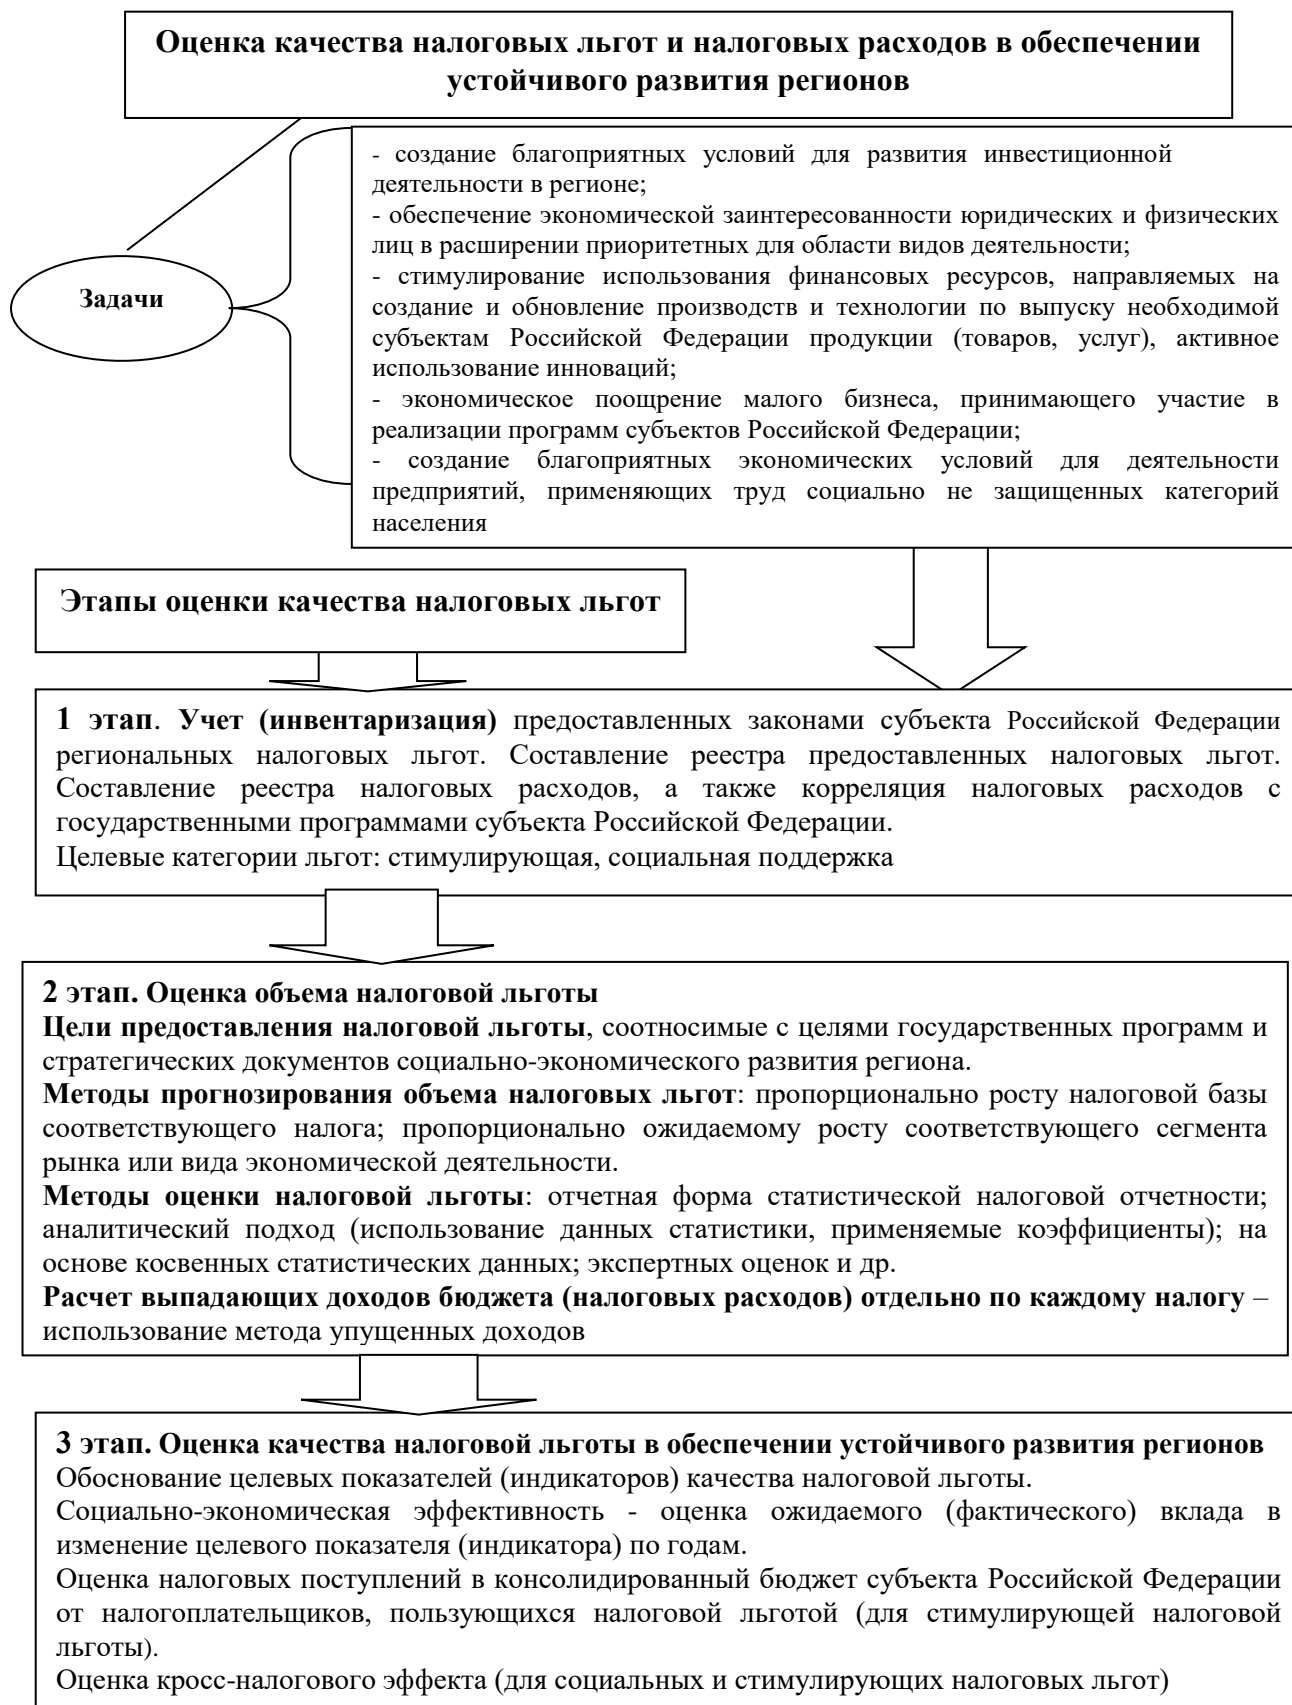 Оценка качества налоговых льгот и налоговых расходов в обеспечении
устойчивого развития регионов
- создание благоприятных условий для развития инвестиционной
деятельности в регионе;
- обеспечение экономической заинтересованности юридических и физических
лиц в расширении приоритетных для области видов деятельности;
Задачи
- стимулирование использования финансовых ресурсов, направляемых на
создание и обновление производств и технологии по выпуску необходимой
субъектам Российской Федерации продукции (товаров, услуг), активное
использование инноваций;
- экономическое поощрение малого бизнеса, принимающего участие в
реализации программ субъектов Российской Федерации;
- создание благоприятных экономических условий для деятельности
предприятий, применяющих труд социально не защищенных категорий
населения
Этапы оценки качества налоговых льгот
1 этап. Учет (инвентаризация) предоставленных законами субъекта Российской Федерации
региональных налоговых льгот. Составление реестра предоставленных налоговых льгот.
Составление реестра налоговых расходов, а также корреляция налоговых расходов с
государственными программами субъекта Российской Федерации.
Целевые категории льгот: стимулирующая, социальная поддержка
2 этап. Оценка объема налоговой льготы
Цели предоставления налоговой льготы, соотносимые с целями государственных программ и
стратегических документов социально-экономического развития региона.
Методы прогнозирования объема налоговых льгот: пропорционально росту налоговой базы
соответствующего налога; пропорционально ожидаемому росту соответствующего сегмента
рынка или вида экономической деятельности.
Методы оценки налоговой льготы: отчетная форма статистической налоговой отчетности;
аналитический подход (использование данных статистики, применяемые коэффициенты); на
основе косвенных статистических данных; экспертных оценок и др.
Расчет выпадающих доходов бюджета (налоговых расходов) отдельно по каждому налогу –
использование метода упущенных доходов
3 этап. Оценка качества налоговой льготы в обеспечении устойчивого развития регионов
Обоснование целевых показателей (индикаторов) качества налоговой льготы.
Социально-экономическая эффективность - оценка ожидаемого (фактического) вклада в
изменение целевого показателя (индикатора) по годам.
Оценка налоговых поступлений в консолидированный бюджет субъекта Российской Федерации
от налогоплательщиков, пользующихся налоговой льготой (для стимулирующей налоговой
льготы).
Оценка кросс-налогового эффекта (для социальных и стимулирующих налоговых льгот)